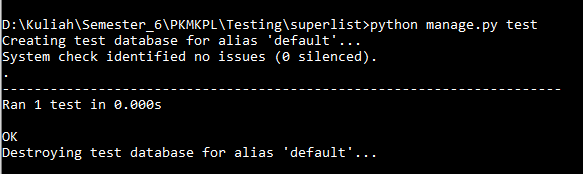 D:\Kuliah\Semester_6\PKMKPL\Testing\superlist>python manage.py test
Creating test database for alias 'default'...
System check identified no issues (0 silenced).
.
----------------------------------------------------------------------
Ran 1 test in 0.000s
OK
Destroying test database for alias 'default'...